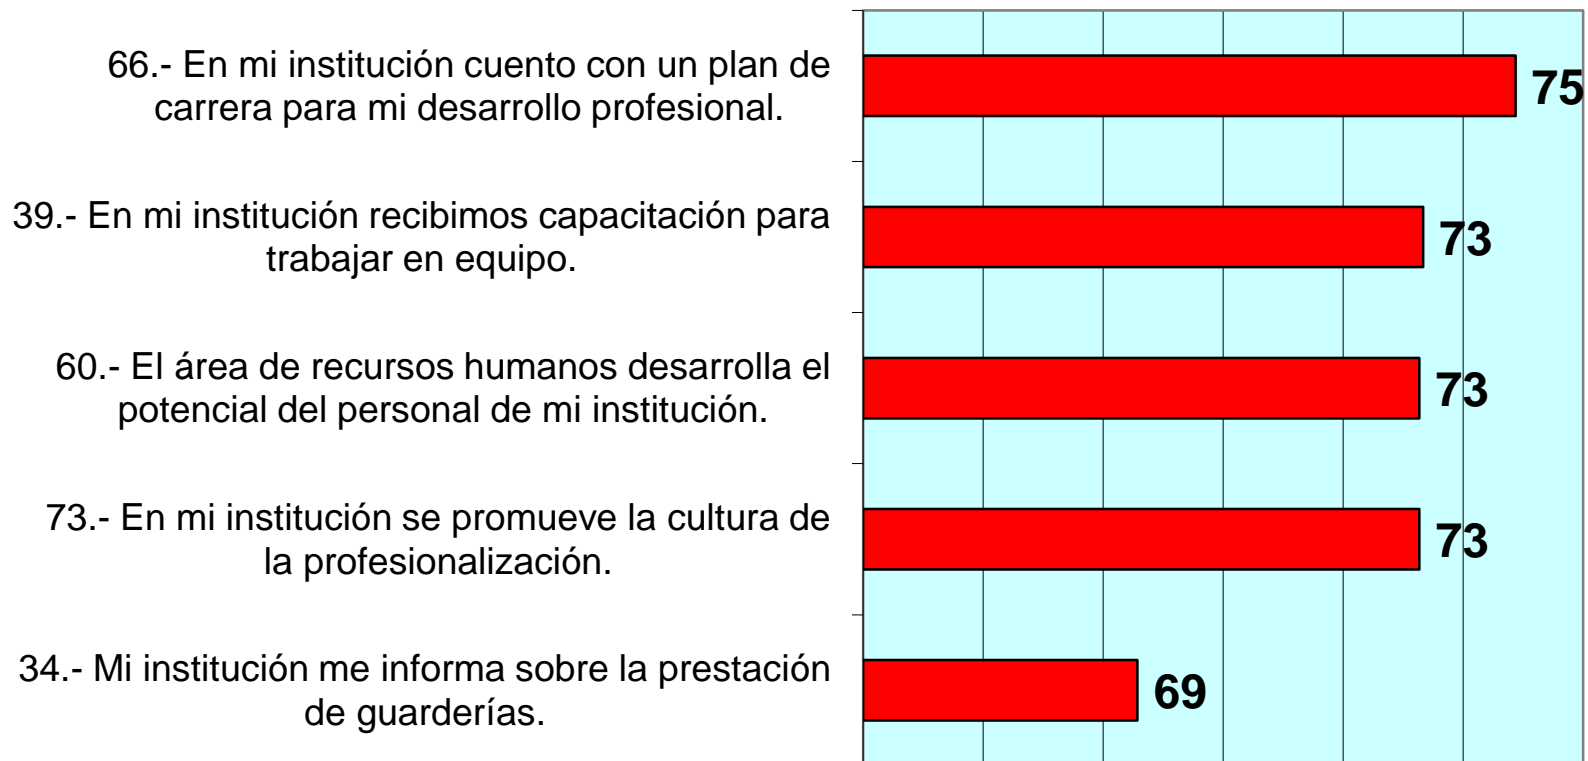 66.- En mi institución cuento con un plan de
carrera para mi desarrollo profesional.
75
39.- En mi institución recibimos capacitación para
trabajar en equipo.
73
60.- El área de recursos humanos desarrolla el
potencial del personal de mi institución.
73
73.- En mi institución se promueve la cultura de
la profesionalización.
73
34.- Mi institución me informa sobre la prestación
de guarderías.
69